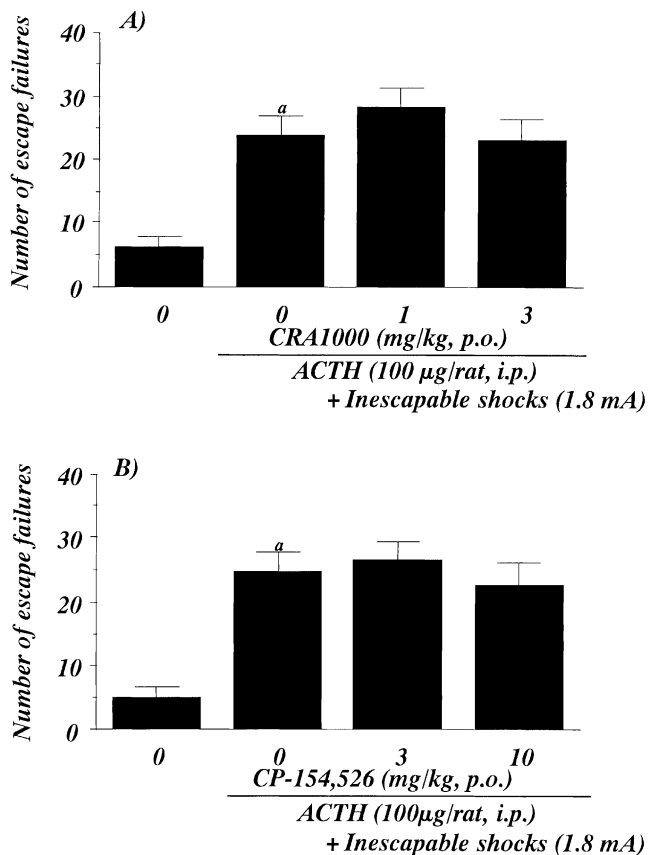 A)
Number of escape failures
40
30
20
10
0
a
0 0 1 3
CRA1000 (mg/kg, p.o.)
ACTH (100 µg/rat, i.p.)
+ Inescapable shocks (1.8 mA)
B)
Number of escape failures
40
30
20
10
0
a
0 0 3 10
CP-154,526 (mg/kg, p.o.)
ACTH (100µg/rat, i.p.)
+ Inescapable shocks (1.8 mA)